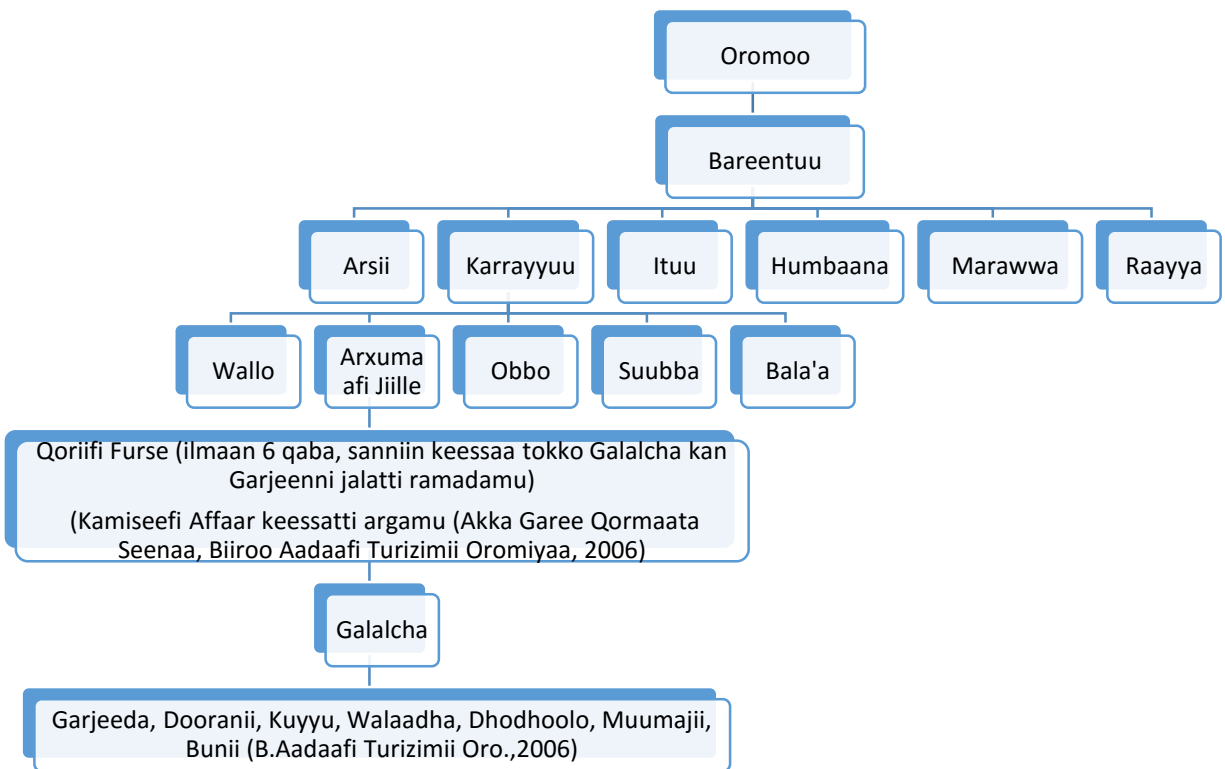 Oromoo
Bareentuu
Arsii
Karrayyuu
Ituu
Humbaana
Marawwa
Raayya
Wallo
Arxuma
afi Jiille
Obbo
Suubba
Bala'a
Qoriifi Furse (ilmaan 6 qaba, sanniin keessaa tokko Galalcha kan
Garjeenni jalatti ramadamu)
(Kamiseefi Affaar keessatti argamu (Akka Garee Qormaata
Seenaa, Biiroo Aadaafi Turizimii Oromiyaa, 2006)
Galalcha
Garjeeda, Dooranii, Kuyyu, Walaadha, Dhodhoolo, Muumajii,
Bunii (B.Aadaafi Turizimii Oro.,2006)